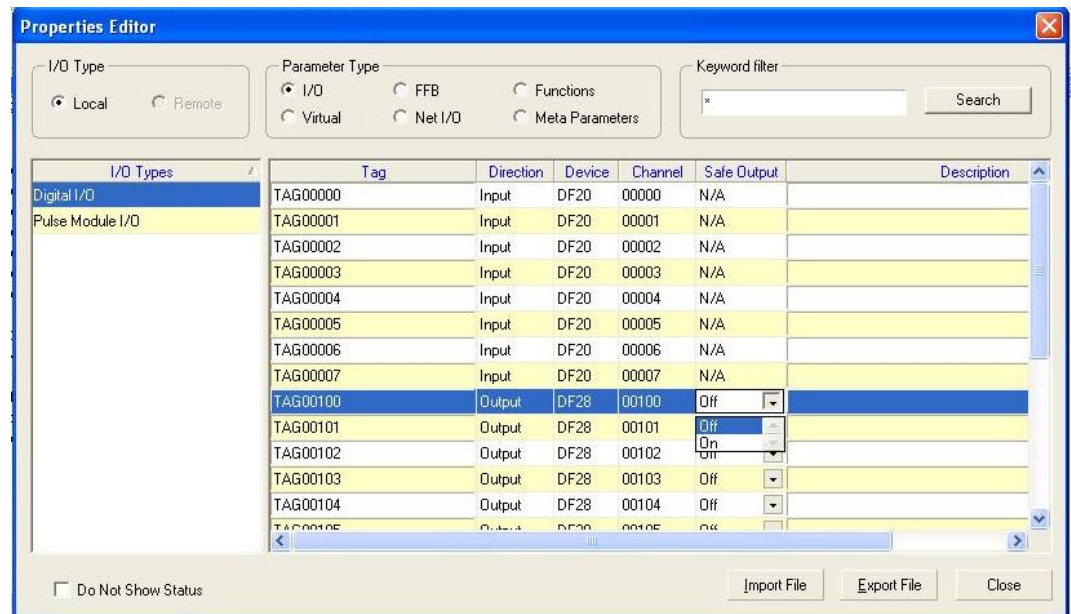 Properties Editor
I/O Type
Local Remote
Parameter Type
I/O FFB Functions
Virtual Net I/O Meta Parameters
Keyword filter
* Search
I/O Types
Digital I/O
Pulse Module I/O
Tag Direction Device Channel Safe Output Description
TAG00000 Input DF20 00000 N/A
TAG00001 Input DF20 00001 N/A
TAG00002 Input DF20 00002 N/A
TAG00003 Input DF20 00003 N/A
TAG00004 Input DF20 00004 N/A
TAG00005 Input DF20 00005 N/A
TAG00006 Input DF20 00006 N/A
TAG00007 Input DF20 00007 N/A
TAG00100 Output DF28 00100 Off
TAG00101 Output DF28 00101 Off
On
TAG00102 Output DF28 00102
TAG00103 Output DF28 00103 Off
TAG00104 Output DF28 00104 Off
Do Not Show Status
Import File Export File Close